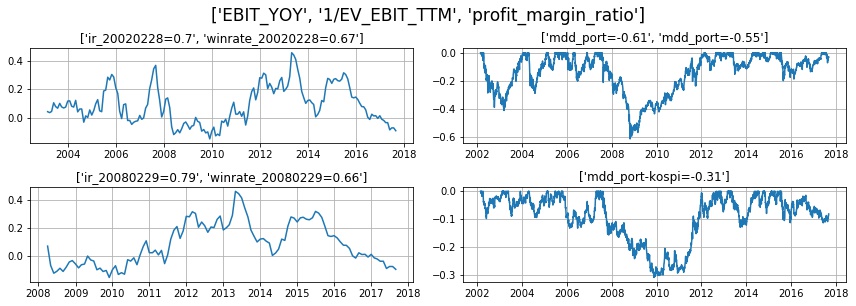 ['EBIT_YOY', '1/EV_EBIT_TTM', 'profit_margin_ratio']
['ir_20020228=0.7', 'winrate_20020228=0.67']
0.4
0.2
0.0
2004 2006 2008 2010 2012 2014 2016 2018
['mdd_port=-0.61', 'mdd_port=-0.55']
0.0
−0.2
−0.4
−0.6
2002 2004 2006 2008 2010 2012 2014 2016 2018
['ir_20080229=0.79', 'winrate_20080229=0.66']
0.4
0.2
0.0
2008 2009 2010 2011 2012 2013 2014 2015 2016 2017 2018
['mdd_port-kospi=-0.31']
0.0
−0.1
−0.2
−0.3
2002 2004 2006 2008 2010 2012 2014 2016 2018